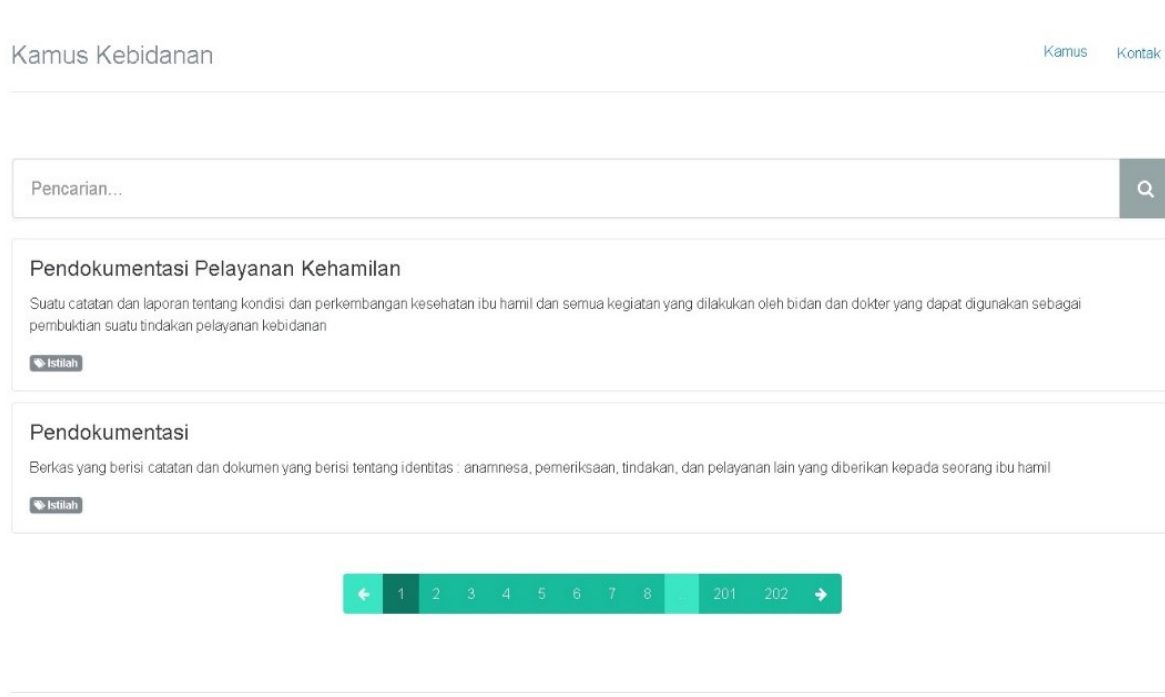 Kamus Kebidanan
Kamus Kontak
Pencarian...
Pendokumentasi Pelayanan Kehamilan
Suatu catatan dan laporan tentang kondisi dan perkembangan kesehatan ibu hamil dan semua kegiatan yang dilakukan oleh bidan dan dokter yang dapat digunakan sebagai
pembuktian suatu tindakan pelayanan kebidanan
Istilah
Pendokumentasi
Berkas yang berisi catatan dan dokumen yang berisi tentang identitas : anamnesa, pemeriksaan, tindakan, dan pelayanan lain yang diberikan kepada seorang ibu hamil
Istilah
1 2 3 4 5 6 7 8 ... 201 202